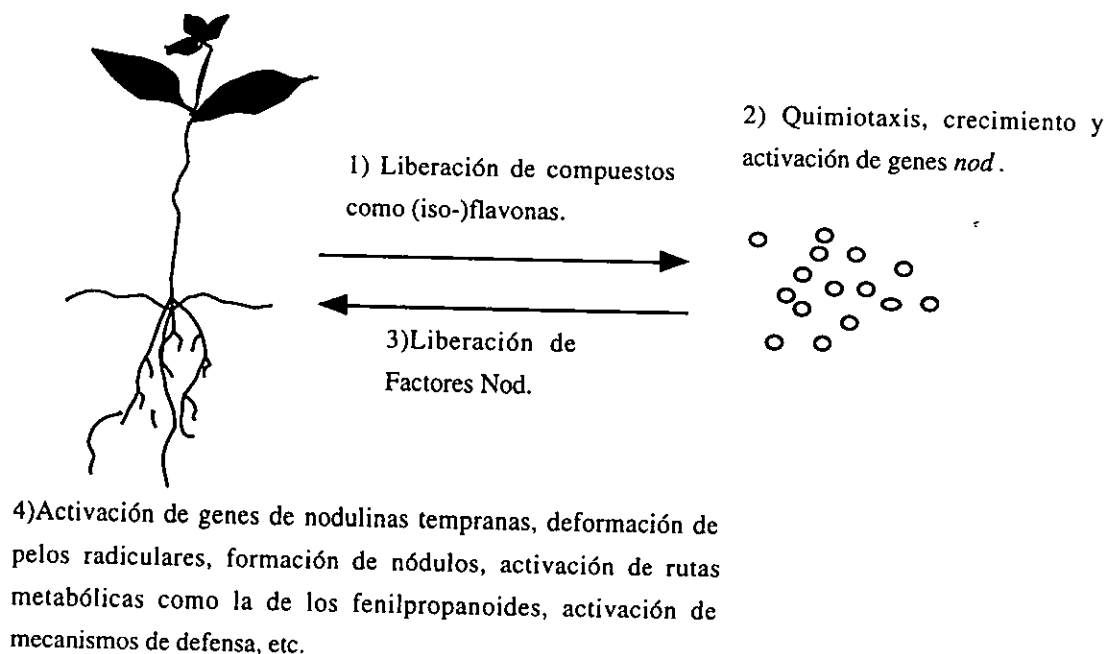 1) Liberación de compuestos
como (iso-)flavonas.
2) Quimiotaxis, crecimiento y
activación de genes nod .
3)Liberación de
Factores Nod.
4)Activación de genes de nodulinas tempranas, deformación de
pelos radiculares, formación de nódulos, activación de rutas
metabólicas como la de los fenilpropanoides, activación de
mecanismos de defensa, etc.